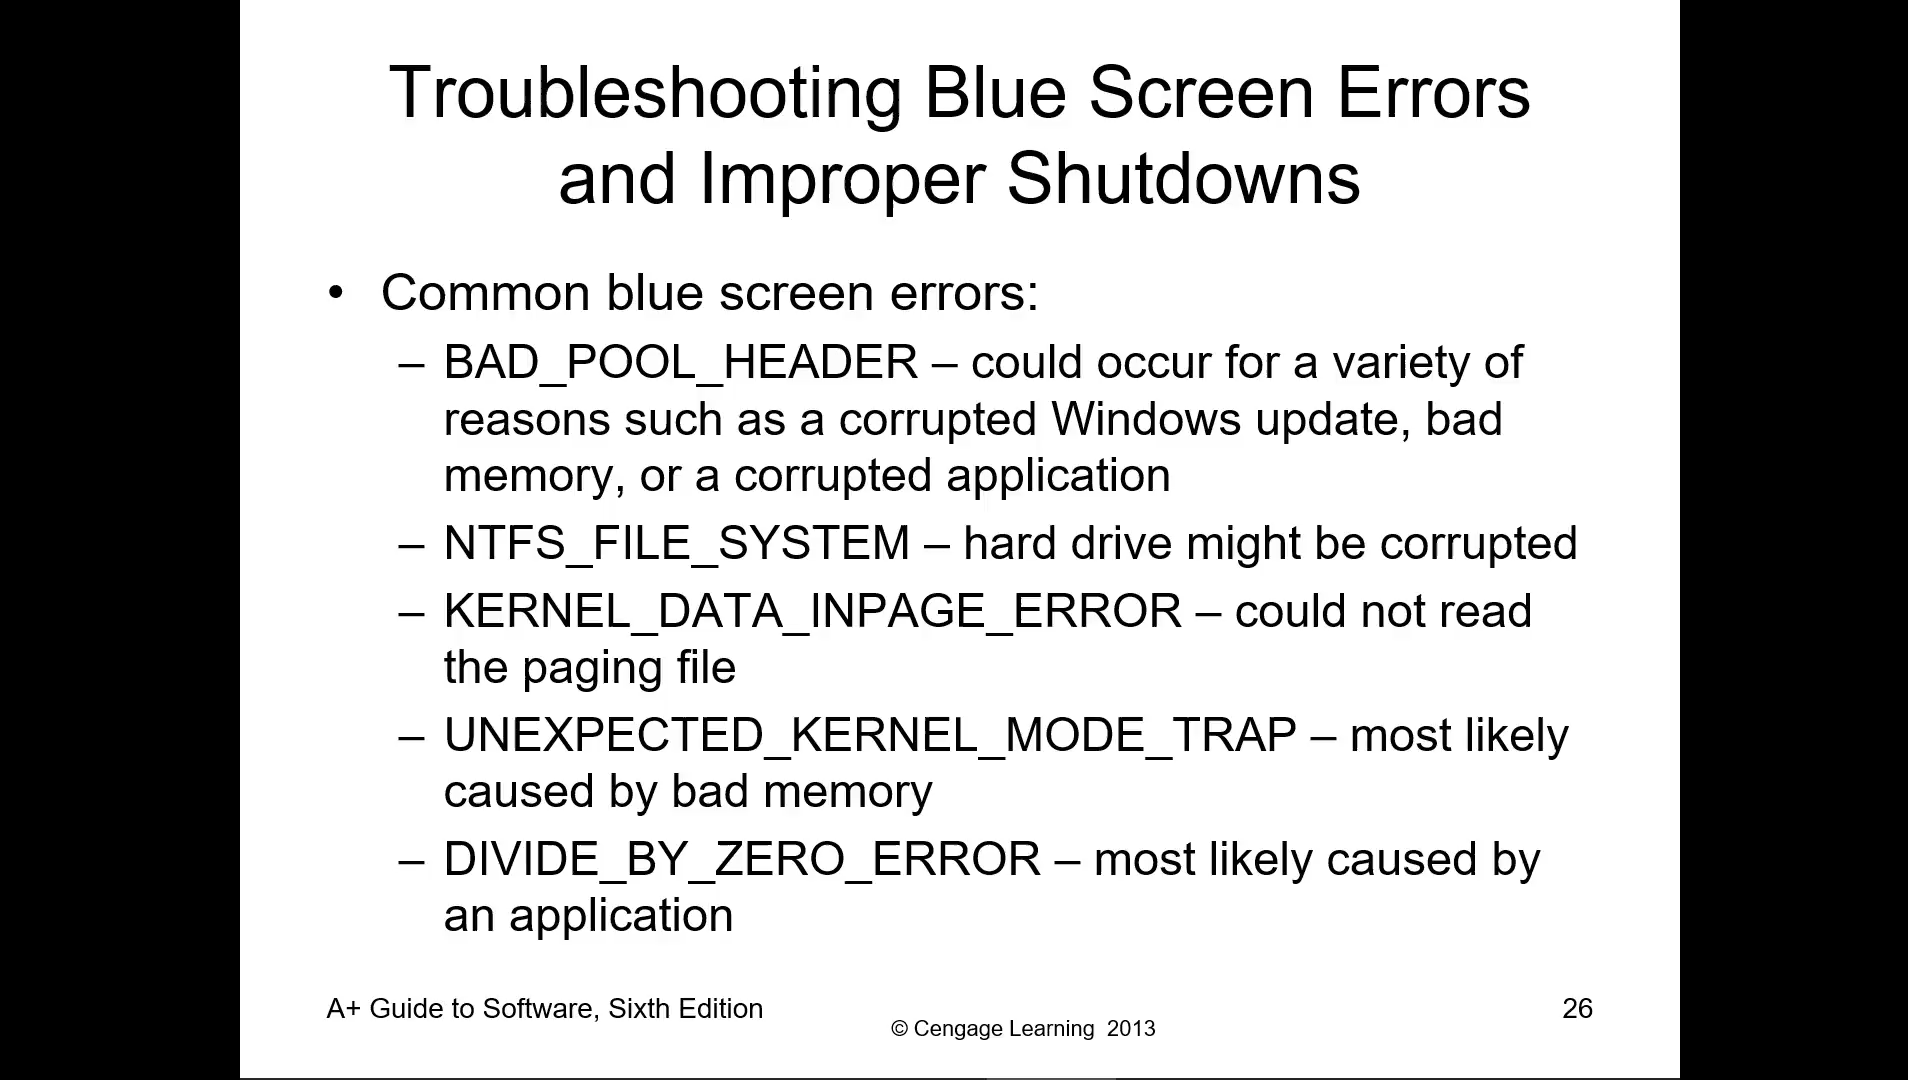 Troubleshooting Blue Screen Errors
and Improper Shutdowns
• Common blue screen errors:
– BAD_POOL_HEADER – could occur for a variety of
reasons such as a corrupted Windows update, bad
memory, or a corrupted application
– NTFS_FILE_SYSTEM – hard drive might be corrupted
– KERNEL_DATA_INPAGE_ERROR – could not read
the paging file
– UNEXPECTED_KERNEL_MODE_TRAP – most likely
caused by bad memory
– DIVIDE_BY_ZERO_ERROR – most likely caused by
an application
A+ Guide to Software, Sixth Edition
© Cengage Learning 2013
26